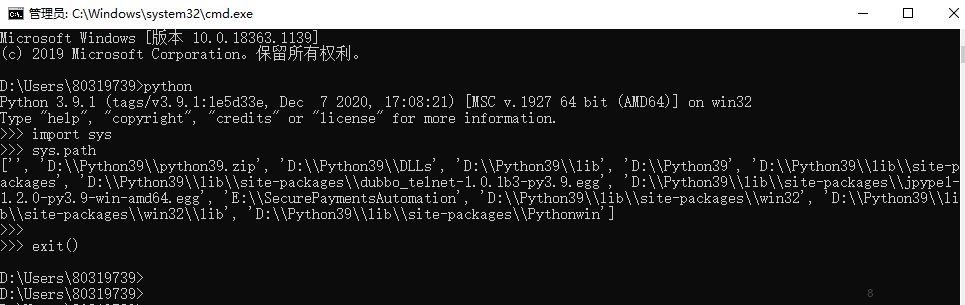 管理员: C:\Windows\system32\cmd.exe
Microsoft Windows [版本 10.0.18363.1139]
(c) 2019 Microsoft Corporation。保留所有权利。
D:\Users\80319739>python
Python 3.9.1 (tags/v3.9.1:1e5d33e, Dec  7 2020, 17:08:21) [MSC v.1927 64 bit (AMD64)] on win32
Type "help", "copyright", "credits" or "license" for more information.
>>> import sys
>>> sys.path
['', 'D:\\Python39\\python39.zip', 'D:\\Python39\\DLLs', 'D:\\Python39\\lib', 'D:\\Python39', 'D:\\Python39\\lib\\site-p
ackages', 'D:\\Python39\\lib\\site-packages\\dubbo_telnet-1.0.1b3-py3.9.egg', 'D:\\Python39\\lib\\site-packages\\jpype1-
1.2.0-py3.9-win-amd64.egg', 'E:\\SecurePaymentsAutomation', 'D:\\Python39\\lib\\site-packages\\win32', 'D:\\Python39\\li
b\\site-packages\\win32\\lib', 'D:\\Python39\\lib\\site-packages\\Pythonwin']
>>>
>>> exit()
D:\Users\80319739>
D:\Users\80319739>
8